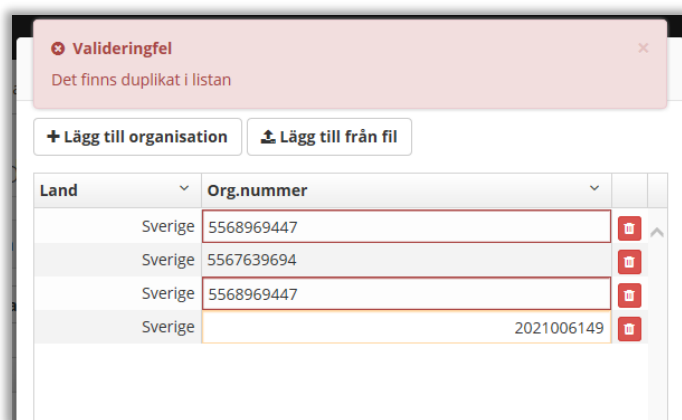 Valideringfel
Det finns duplikat i listan
Lägg till organisation Lägg till från fil
Land Org.nummer
Sverige 5568969447
Sverige 5567639694
Sverige 5568969447
Sverige 2021006149